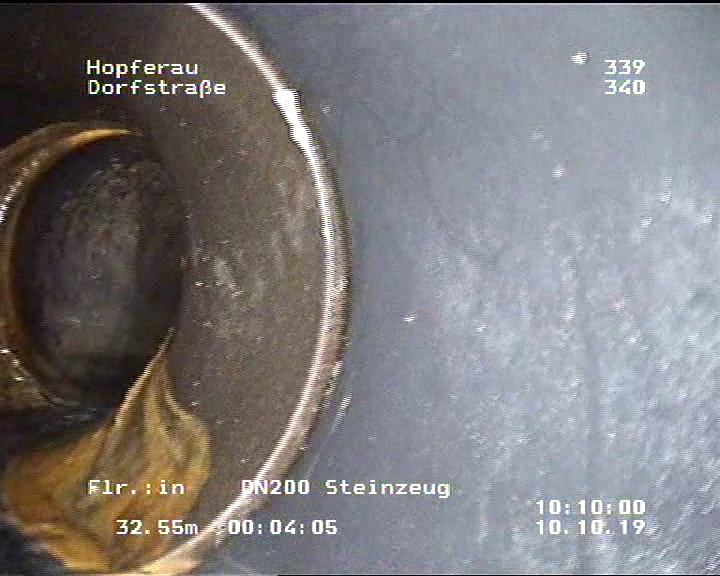 Hopferau
Dorfstraße
339
340
Flr.:in
DN200 Steinzeug
32.55m
00:04:05
10:10:00
10.10.19